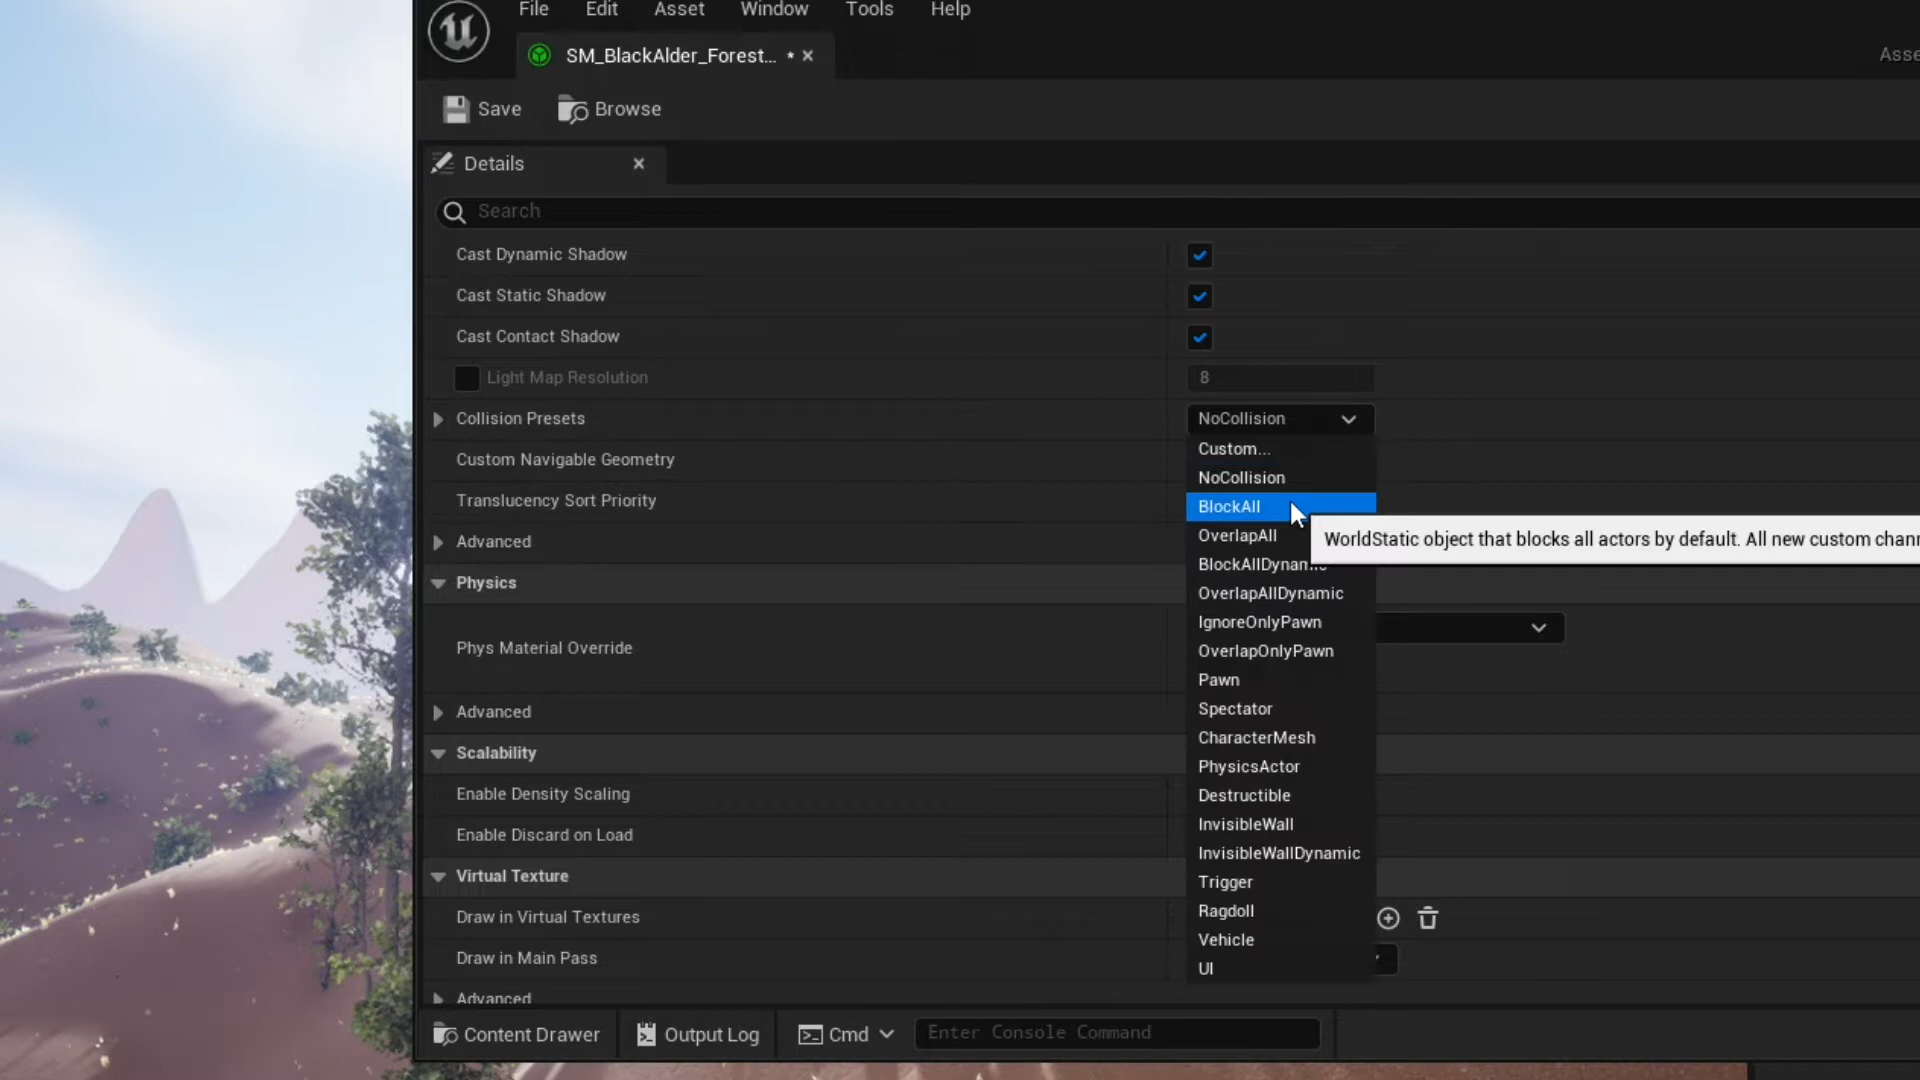 File Edit Asset Window Tools Help
SM_BlackAlder_Forest... •
Save Browse
Details
Search
Cast Dynamic Shadow
Cast Static Shadow
Cast Contact Shadow
Light Map Resolution 8
Collision Presets NoCollision
Custom...
Custom Navigable Geometry
NoCollision
Translucency Sort Priority
BlockAll
WorldStatic object that blocks all actors by default. All new custom
OverlapAll
Advanced
OverlapAllDynamic
Physics
IgnoreOnlyPawn
Phys Material Override
OverlapOnlyPawn
Pawn
Advanced
Spectator
CharacterMesh
Scalability
PhysicsActor
Enable Density Scaling
Destructible
InvisibleWall
Enable Discard on Load
InvisibleWallDynamic
Virtual Texture
Trigger
Draw in Virtual Textures
Ragdoll
Vehicle
Draw in Main Pass
UI
Advanced
Content Drawer Output Log Cmd Enter Console Command